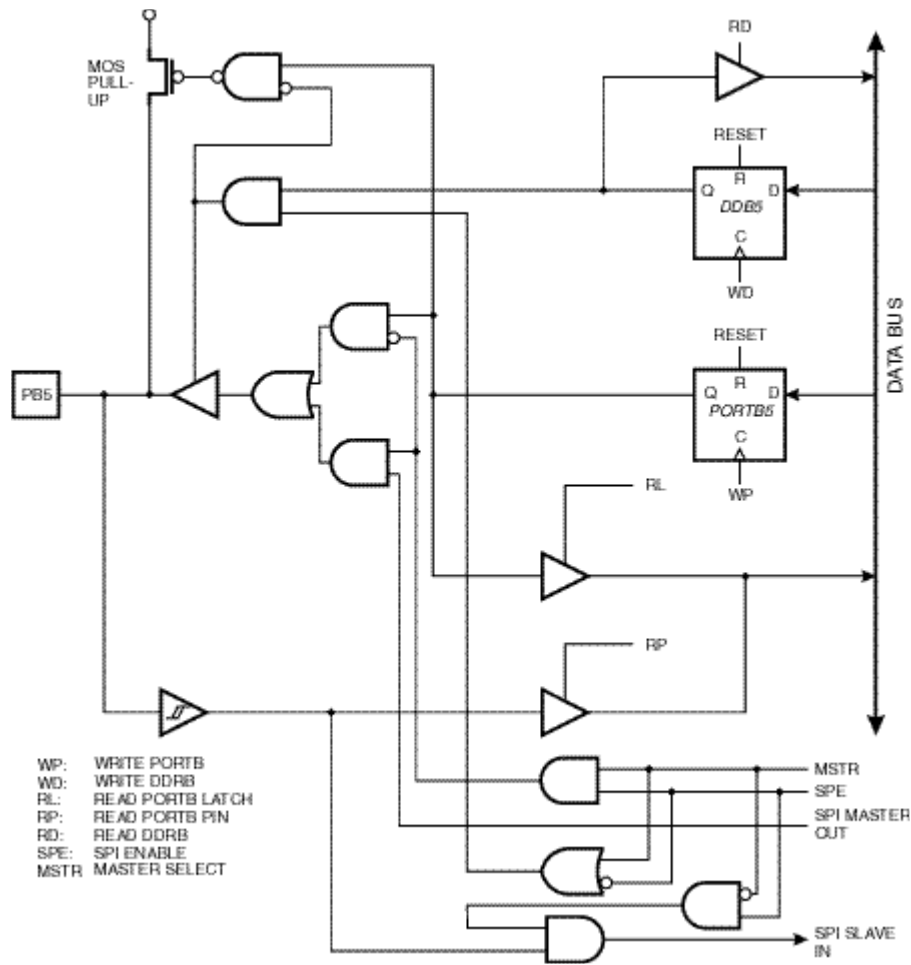 RD
MOS
PULL-
UP
RESET
R
Q
D
DDB5
C
WD
RESET
R
PB5
Q
D
PORTB5
C
WP
DATA BUS
RL
RP
WP: WRITE PORTB
WD: WRITE DDRB
RL: READ PORTB LATCH
RP: READ PORTB PIN
RD: READ DDRB
SPE: SPI ENABLE
MSTR MASTER SELECT
MSTR
SPE
SPI MASTER
OUT
SPI SLAVE
IN